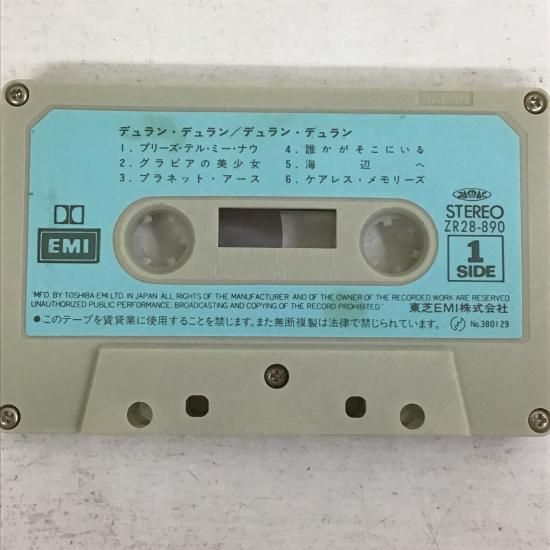 JAPAN
デュラン・デュラン/デュラン・デュラン
1. プリーズ・テル・ミー・ナウ
2. グラビアの美少女
3. プラネット・アース
4. 誰かがそこにいる
5. 海辺へ
6. ケアレス・メモリーズ
JASRAC
STEREO
ZR28-890
EMI
1
SIDE
100 50 0
"MFD. BY TOSHIBA EMI LTD. IN JAPAN. ALL RIGHTS OF THE MANUFACTURER AND OF THE OWNER OF THE RECORDED WORK ARE RESERVED
UNAUTHORIZED PUBLIC PERFORMANCE, BROADCASTING AND COPYING OF THE RECORD PROHIBITED" 東芝EMI株式会社
●このテープを賃貸業に使用することを禁じます。また無断複製は法律で禁じられています。 No.380129